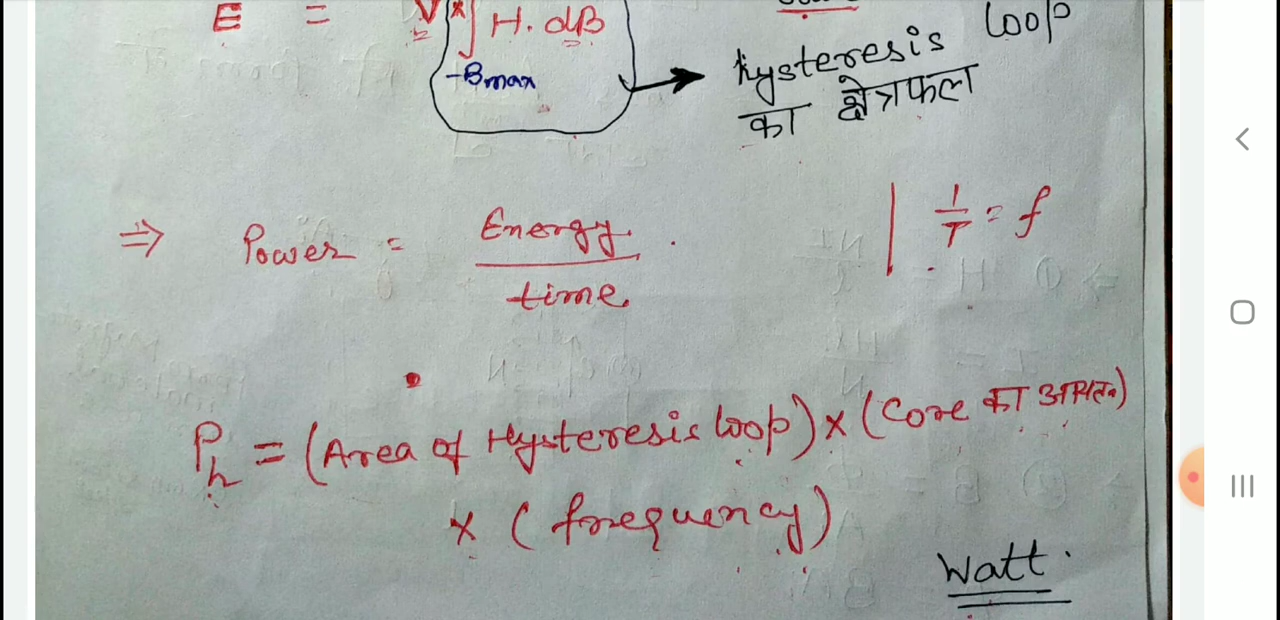 E = V × ∫ H. dB
-Bmax
Hysteresis loop
का क्षेत्रफल
⇒ Power = Energy / time.
| 1/T = f
Ph = (Area of Hysteresis loop) × (Core का आयतन)
× (frequency)
Watt.